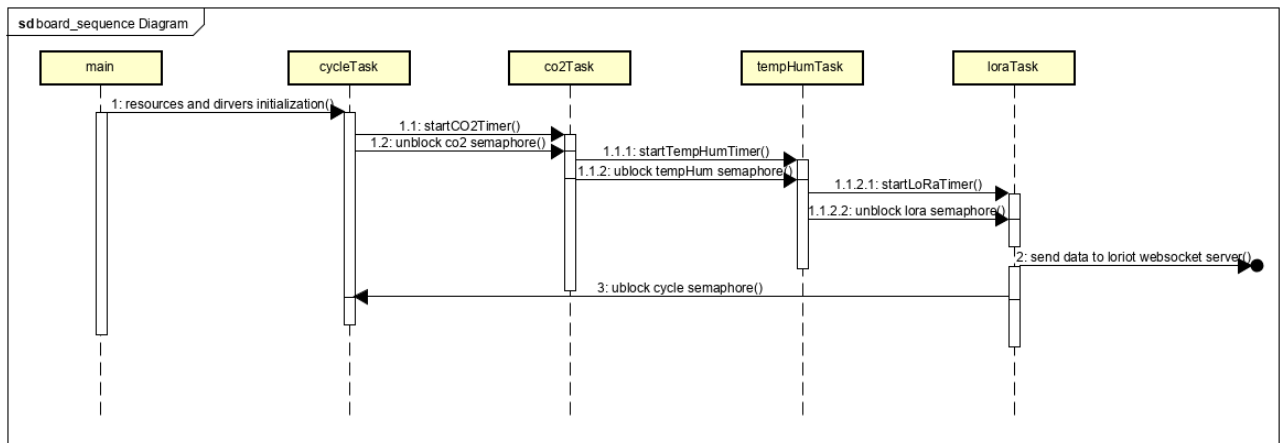 sd board_sequence Diagram
main
cycleTask
co2Task
tempHumTask
loraTask
1: resources and dirvers initialization()
1.1: startCO2Timer()
1.2: unblock co2 semaphore()
1.1.1: startTempHumTimer()
1.1.2: ublock tempHum semaphore()
1.1.2.1: startLoRaTimer()
1.1.2.2: unblock lora semaphore()
2: send data to loriot websocket server()
3: ublock cycle semaphore()